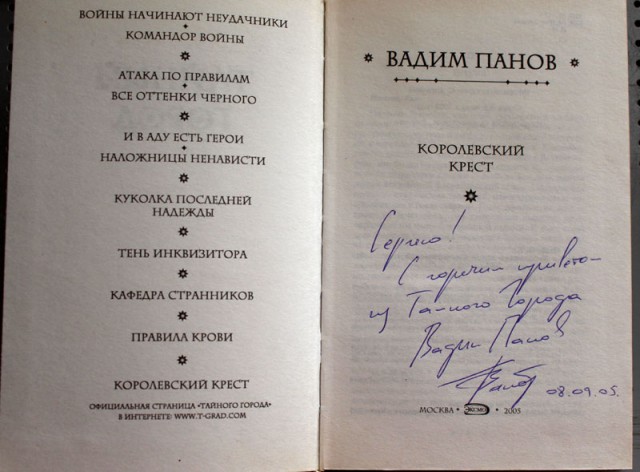 ВОЙНЫ НАЧИНАЮТ НЕУДАЧНИКИ
КОМАНДОР ВОЙНЫ
АТАКА ПО ПРАВИЛАМ
ВСЕ ОТТЕНКИ ЧЕРНОГО
И В АДУ ЕСТЬ ГЕРОИ
НАЛОЖНИЦЫ НЕНАВИСТИ
КУКОЛКА ПОСЛЕДНЕЙ
НАДЕЖДЫ
ТЕНЬ ИНКВИЗИТОРА
КАФЕДРА СТРАННИКОВ
ПРАВИЛА КРОВИ
КОРОЛЕВСКИЙ КРЕСТ
ОФИЦИАЛЬНАЯ СТРАНИЦА «ТАЙНОГО ГОРОДА»
В ИНТЕРНЕТЕ: WWW.T-GRAD.COM
ВАДИМ ПАНОВ
КОРОЛЕВСКИЙ
КРЕСТ
Сергею!
С горячим приветом
из Тайного Города
Вадим Панов
08.09.05.
МОСКВА • ЭКСМО • 2005